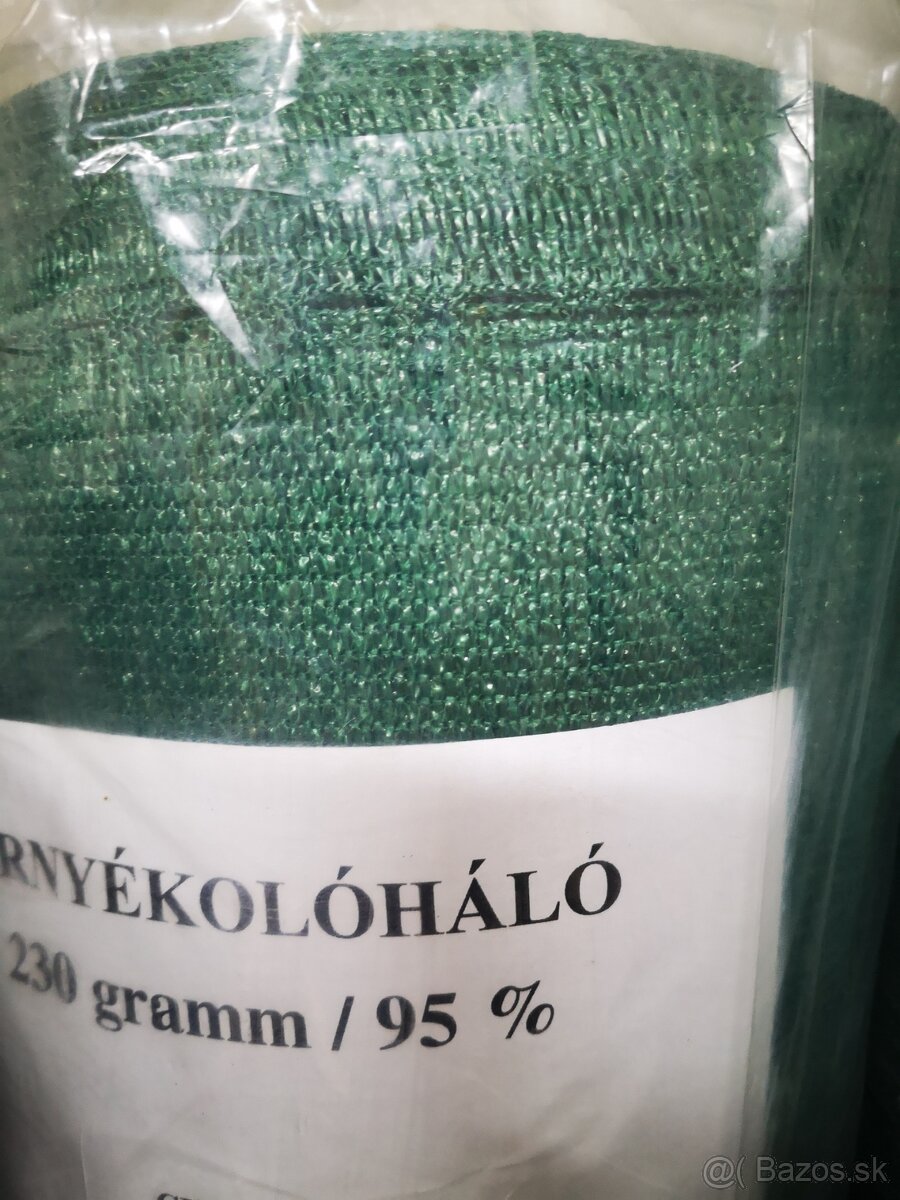 RNYÉKOLÓHÁLÓ
230 gramm / 95 %
@( Bazos.sk